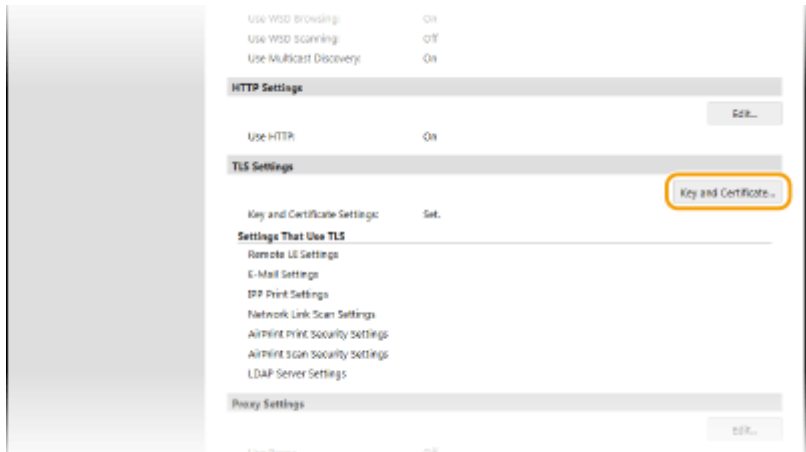 Use WSD Browsing: On
Use WSD Scanning: Off
Use Multicast Discovery: On
HTTP Settings
Edit...
Use HTTP: On
TLS Settings
Key and Certificate...
Key and Certificate Settings: Set.
Settings That Use TLS
Remote UI Settings
E-Mail Settings
IPP Print Settings
Network Link Scan Settings
AirPrint Print Security Settings
AirPrint Scan Security Settings
LDAP Server Settings
Proxy Settings
Edit...